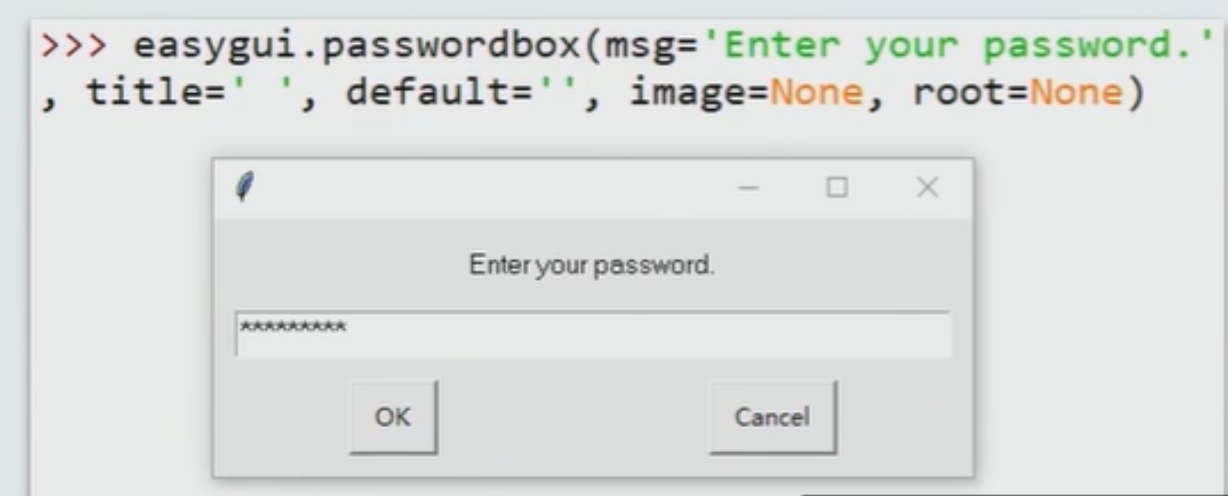 >>> easygui.passwordbox(msg='Enter your password.'
, title=' ', default='', image=None, root=None)
Enter your password.
*********
OK
Cancel